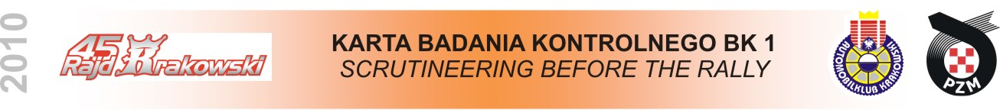 2010
45
Rajd Krakowski
KARTA BADANIA KONTROLNEGO BK 1
SCRUTINEERING BEFORE THE RALLY
AUTOMOBILKLUB KRAKOWSKI
PZM